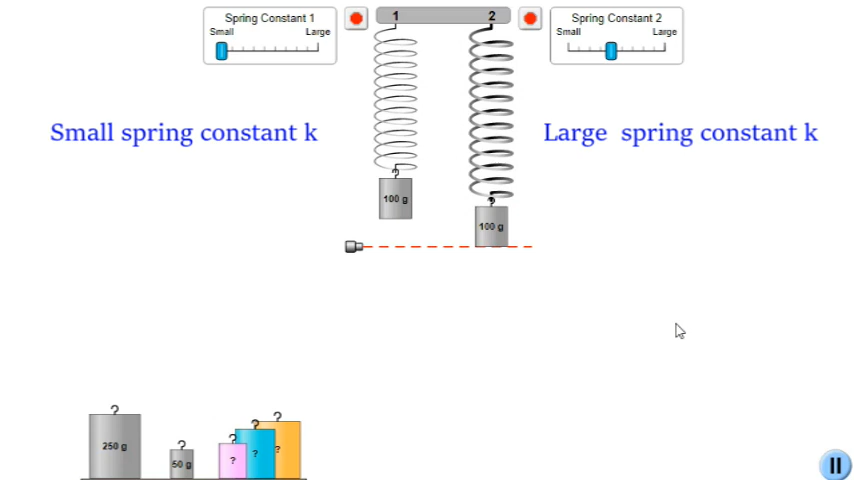 Spring Constant 1
Small Large
1 2
Spring Constant 2
Small Large
Small spring constant k
Large spring constant k
100 g
100 g
250 g
50 g
?
?
?